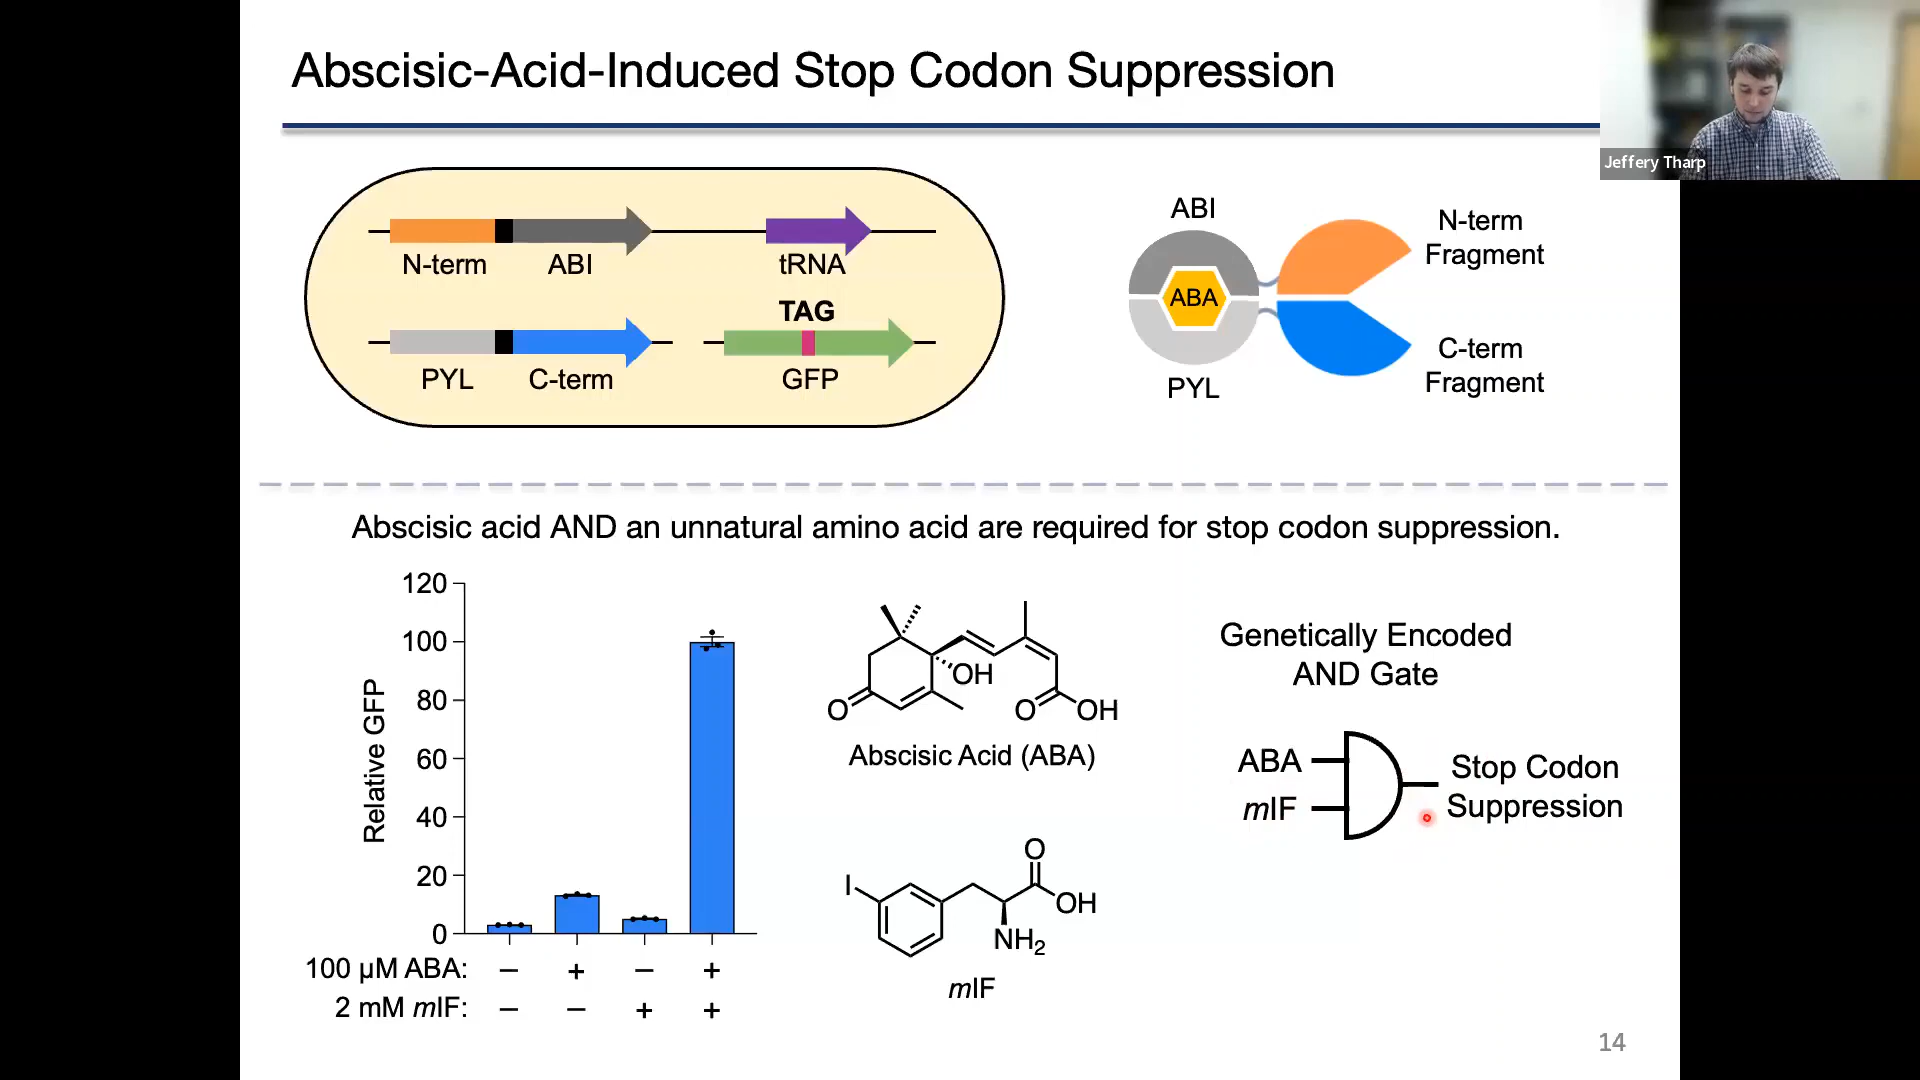 Abscisic-Acid-Induced Stop Codon Suppression
Jeffery Tharp
N-term
ABI
tRNA
TAG
PYL
C-term
GFP
ABI
ABA
PYL
N-term
Fragment
C-term
Fragment
Abscisic acid AND an unnatural amino acid are required for stop codon suppression.
Relative GFP
120
100
80
60
40
20
0
100 µM ABA: – + – +
2 mM mIF: – – + +
O
OH
O
OH
Abscisic Acid (ABA)
I
O
OH
NH₂
mIF
Genetically Encoded
AND Gate
ABA
mIF
Stop Codon
Suppression
14